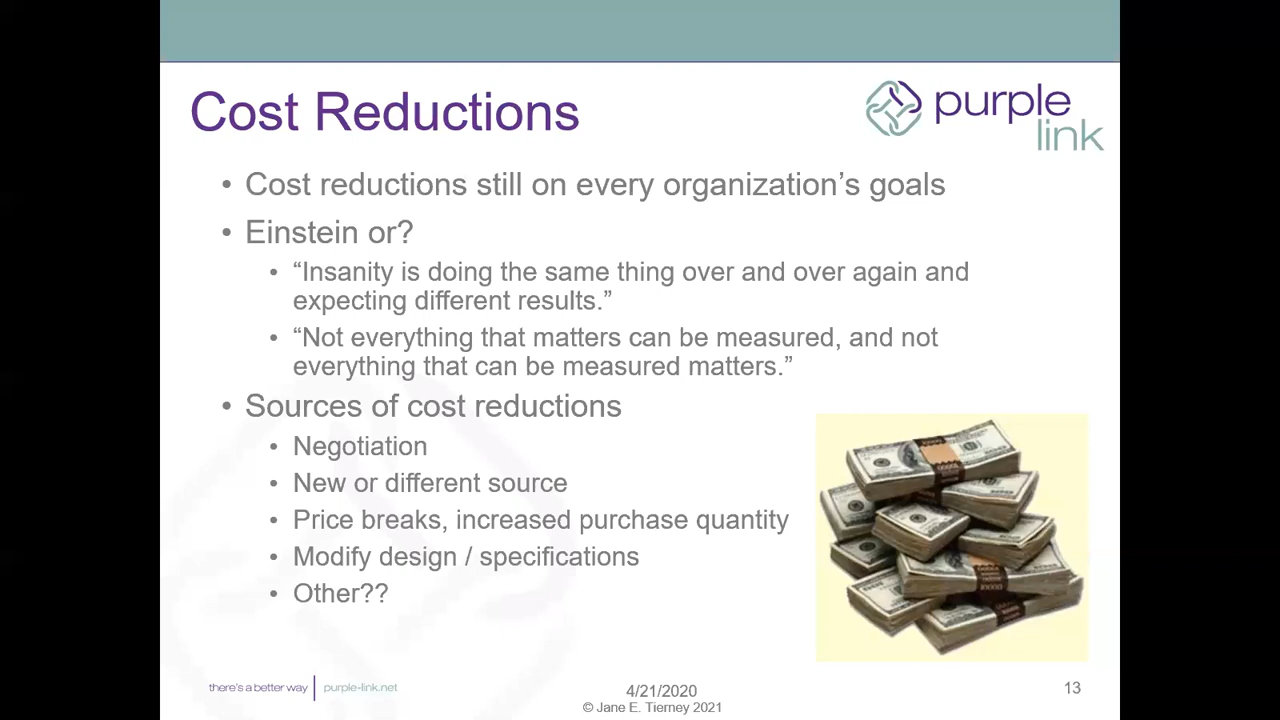 Cost Reductions
purple
link
• Cost reductions still on every organization’s goals
• Einstein or?
• “Insanity is doing the same thing over and over again and
expecting different results.”
• “Not everything that matters can be measured, and not
everything that can be measured matters.”
• Sources of cost reductions
• Negotiation
• New or different source
• Price breaks, increased purchase quantity
• Modify design / specifications
• Other??
there's a better way | purple-link.net
4/21/2020
© Jane E. Tierney 2021
13